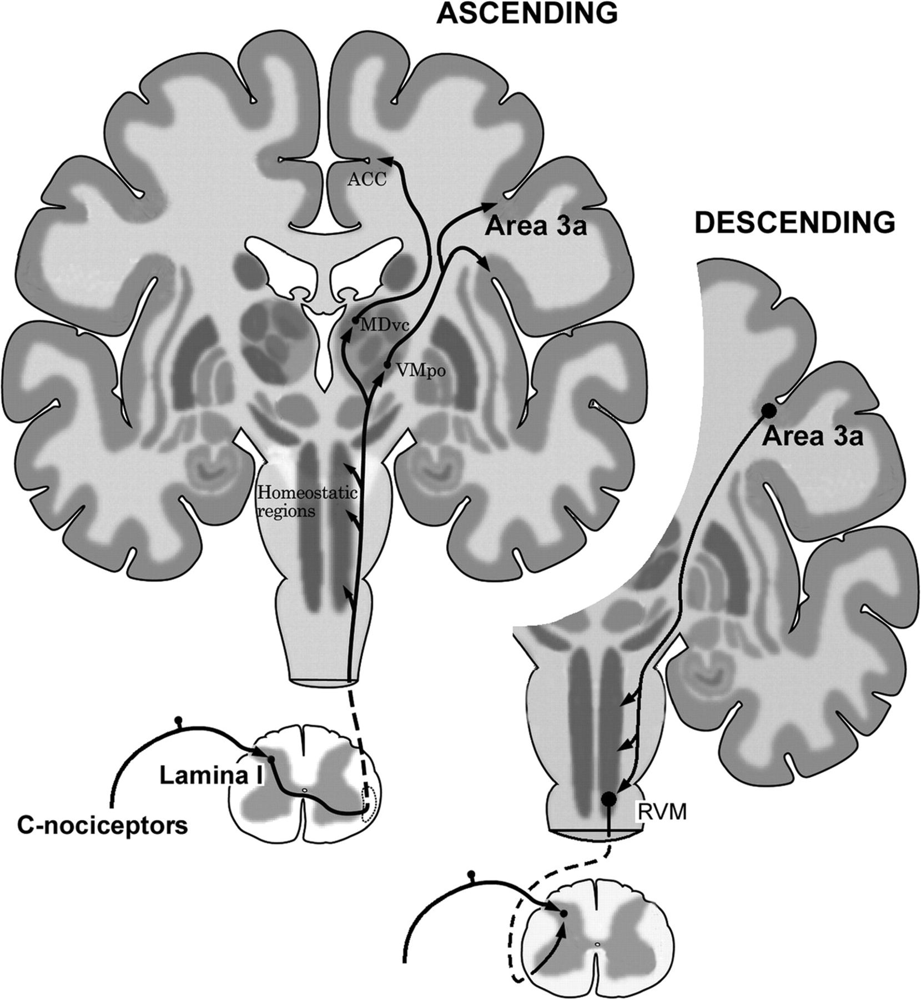 ASCENDING
ACC
Area 3a
DESCENDING
MDvc
VMpo
Area 3a
Homeostatic
regions
Lamina I
C-nociceptors
RVM